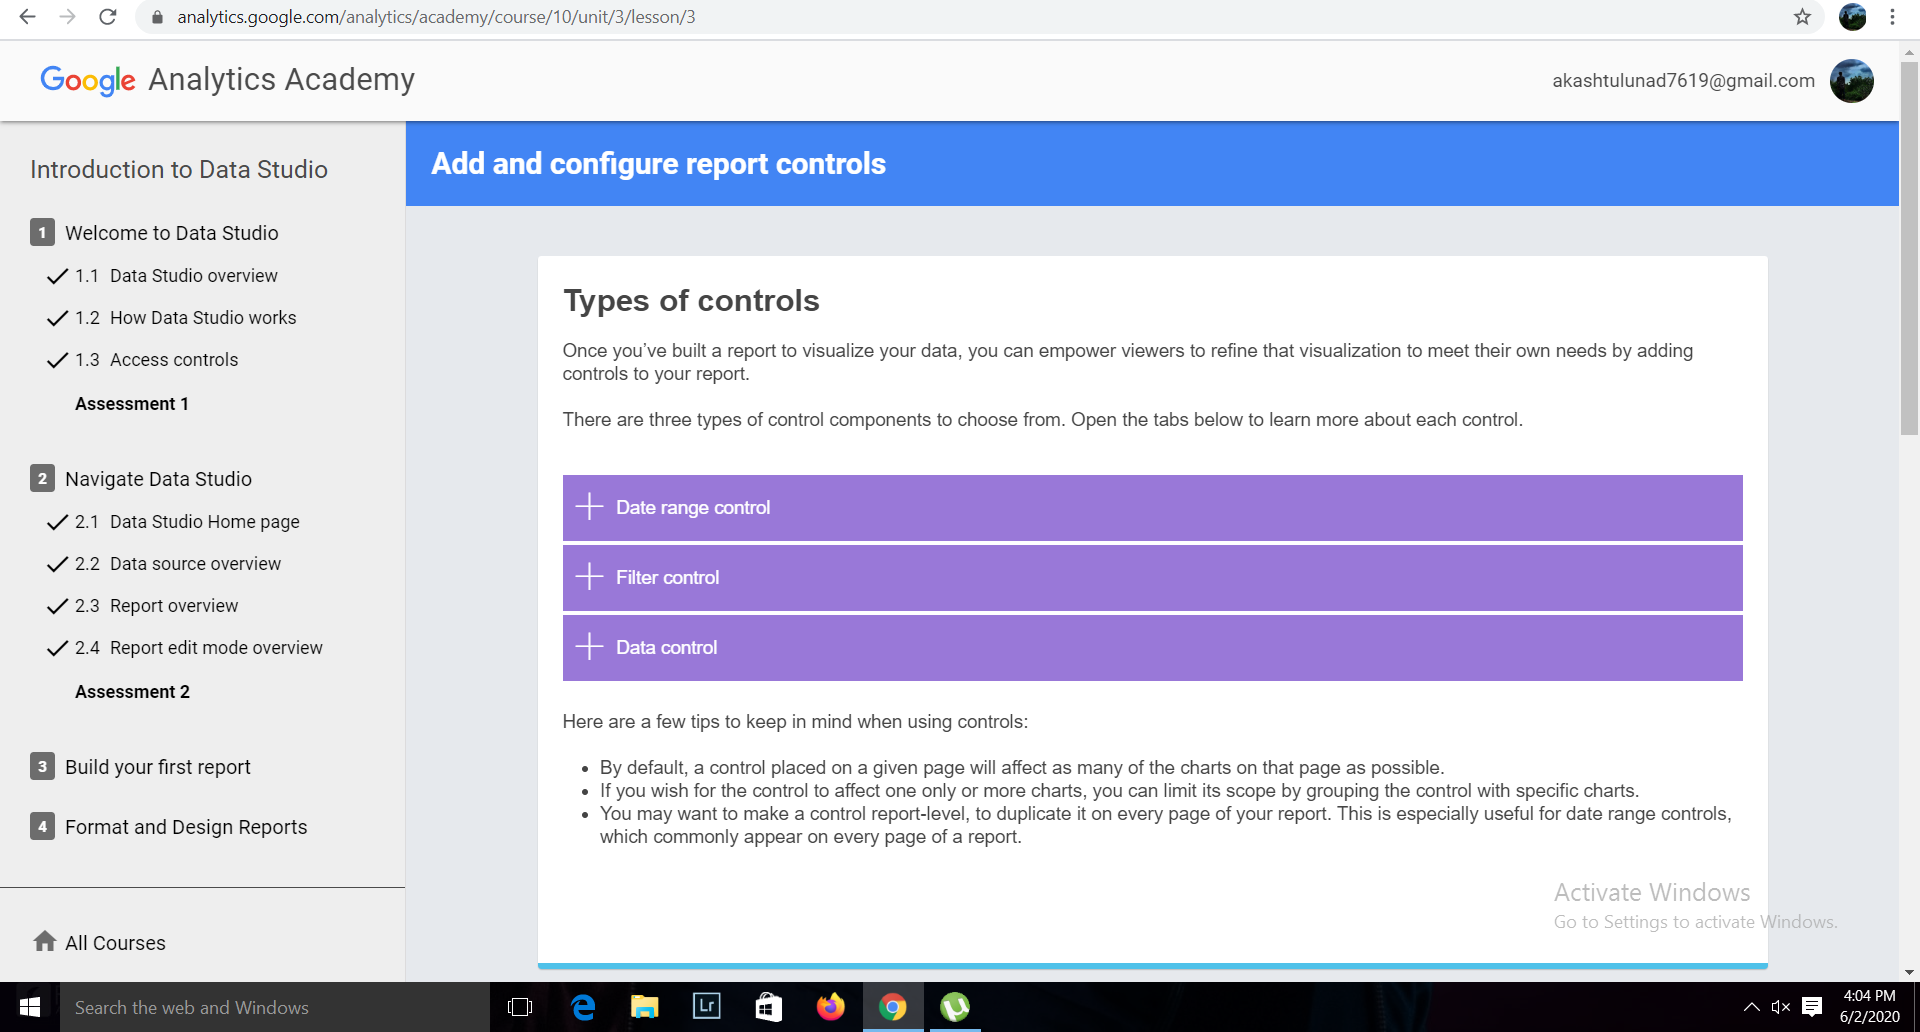 analytics.google.com/analytics/academy/course/10/unit/3/lesson/3
Google Analytics Academy
akashtulunad7619@gmail.com
Introduction to Data Studio
1 Welcome to Data Studio
1.1 Data Studio overview
1.2 How Data Studio works
1.3 Access controls
Assessment 1
2 Navigate Data Studio
2.1 Data Studio Home page
2.2 Data source overview
2.3 Report overview
2.4 Report edit mode overview
Assessment 2
3 Build your first report
4 Format and Design Reports
All Courses
Add and configure report controls
Types of controls
Once you’ve built a report to visualize your data, you can empower viewers to refine that visualization to meet their own needs by adding
controls to your report.
There are three types of control components to choose from. Open the tabs below to learn more about each control.
Date range control
Filter control
Data control
Here are a few tips to keep in mind when using controls:
• By default, a control placed on a given page will affect as many of the charts on that page as possible.
• If you wish for the control to affect one only or more charts, you can limit its scope by grouping the control with specific charts.
• You may want to make a control report-level, to duplicate it on every page of your report. This is especially useful for date range controls,
which commonly appear on every page of a report.
Activate Windows
Go to Settings to activate Windows.
Search the web and Windows
Lr
4:04 PM
6/2/2020